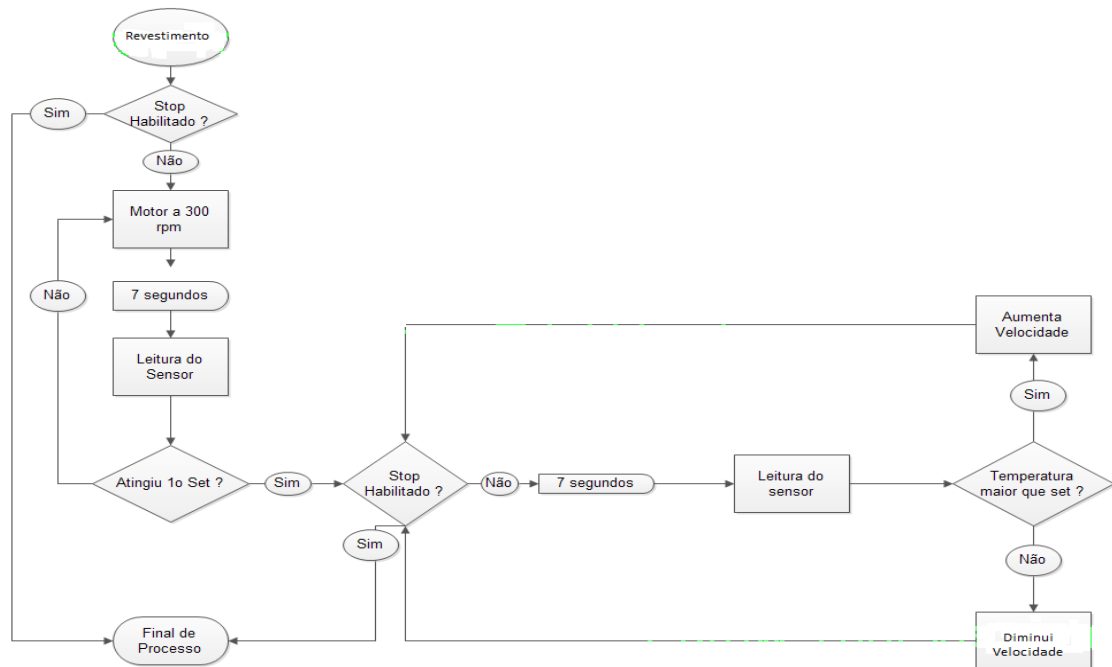 Revestimento
Sim
Stop
Habilitado ?
Não
Motor a 300
rpm
Não
7 segundos
Leitura do
Sensor
Atingiu 1o Set ?
Sim
Stop
Habilitado ?
Não
7 segundos
Leitura do
sensor
Temperatura
maior que set ?
Sim
Aumenta
Velocidade
Não
Diminui
Velocidade
Sim
Final de
Processo